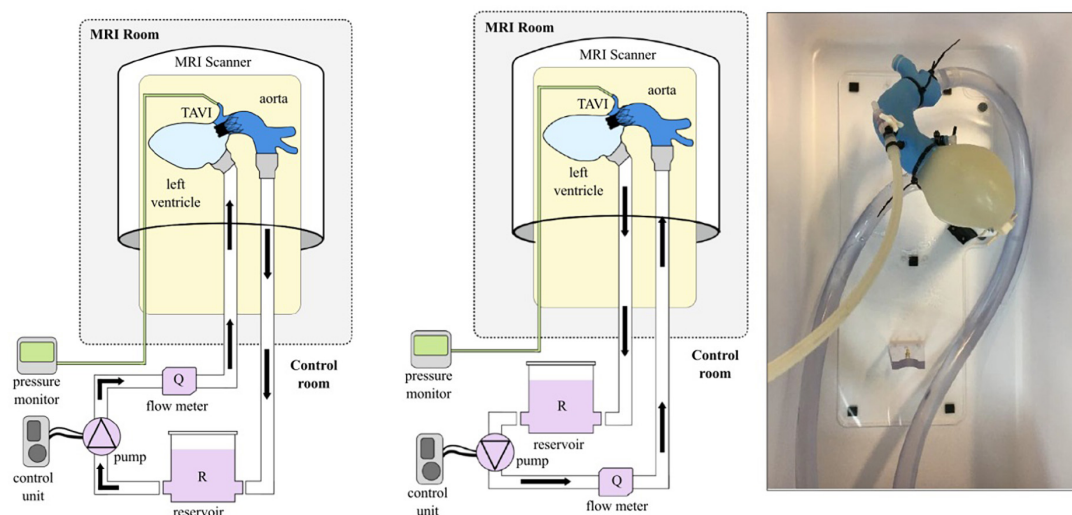 MRI Room
MRI Scanner
TAVI
aorta
left
ventricle
Control
room
pressure
monitor
Q
flow meter
pump
control
unit
R
reservoir
MRI Room
MRI Scanner
TAVI
aorta
left
ventricle
Control
room
pressure
monitor
R
reservoir
pump
control
unit
Q
flow meter